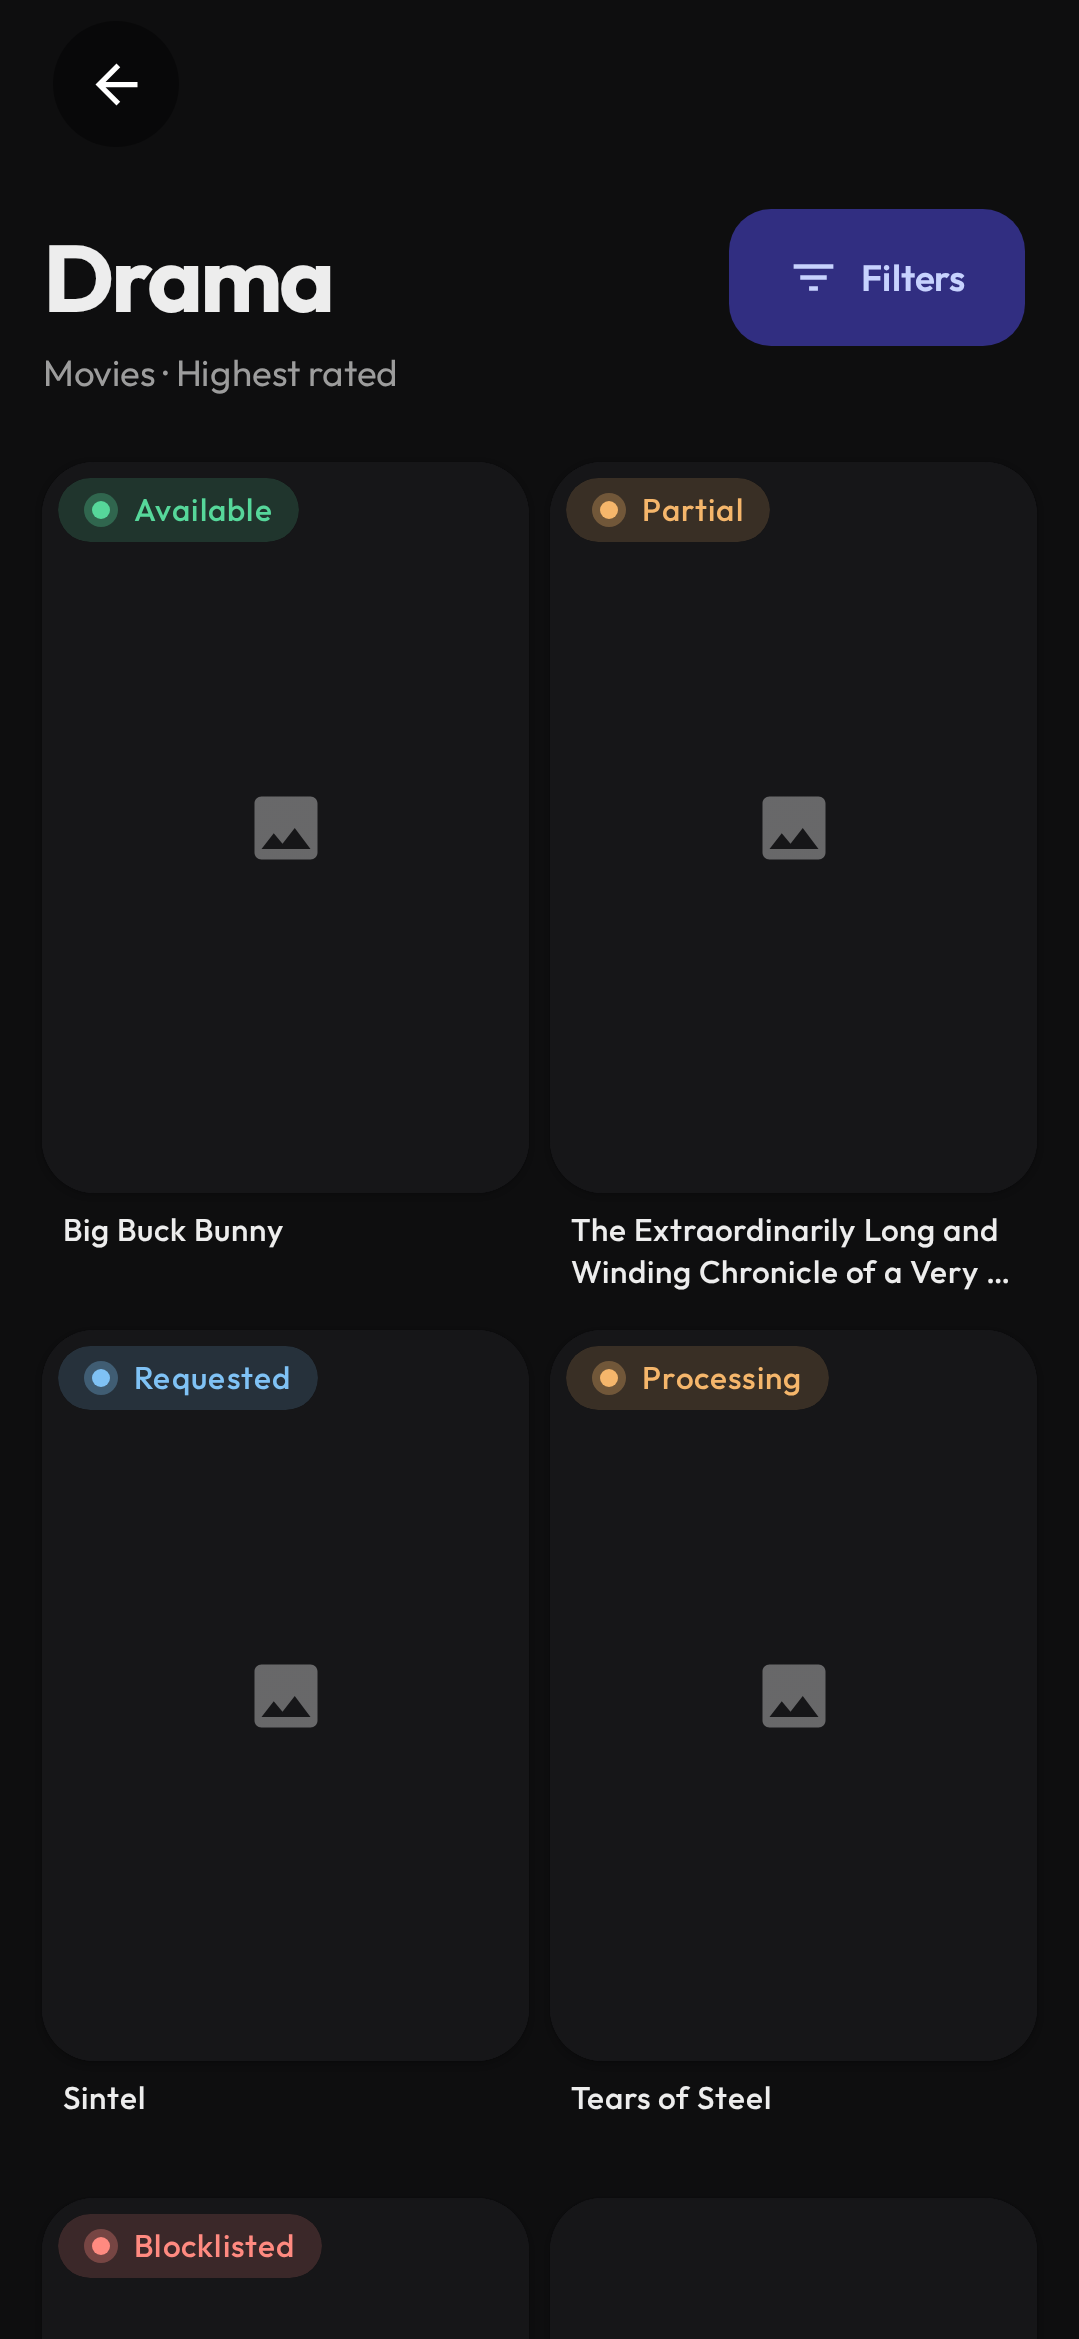 Drama
Filters
Movies · Highest rated
Available
Partial
Big Buck Bunny
The Extraordinarily Long and
Winding Chronicle of a Very ...
Requested
Processing
Sintel
Tears of Steel
Blocklisted